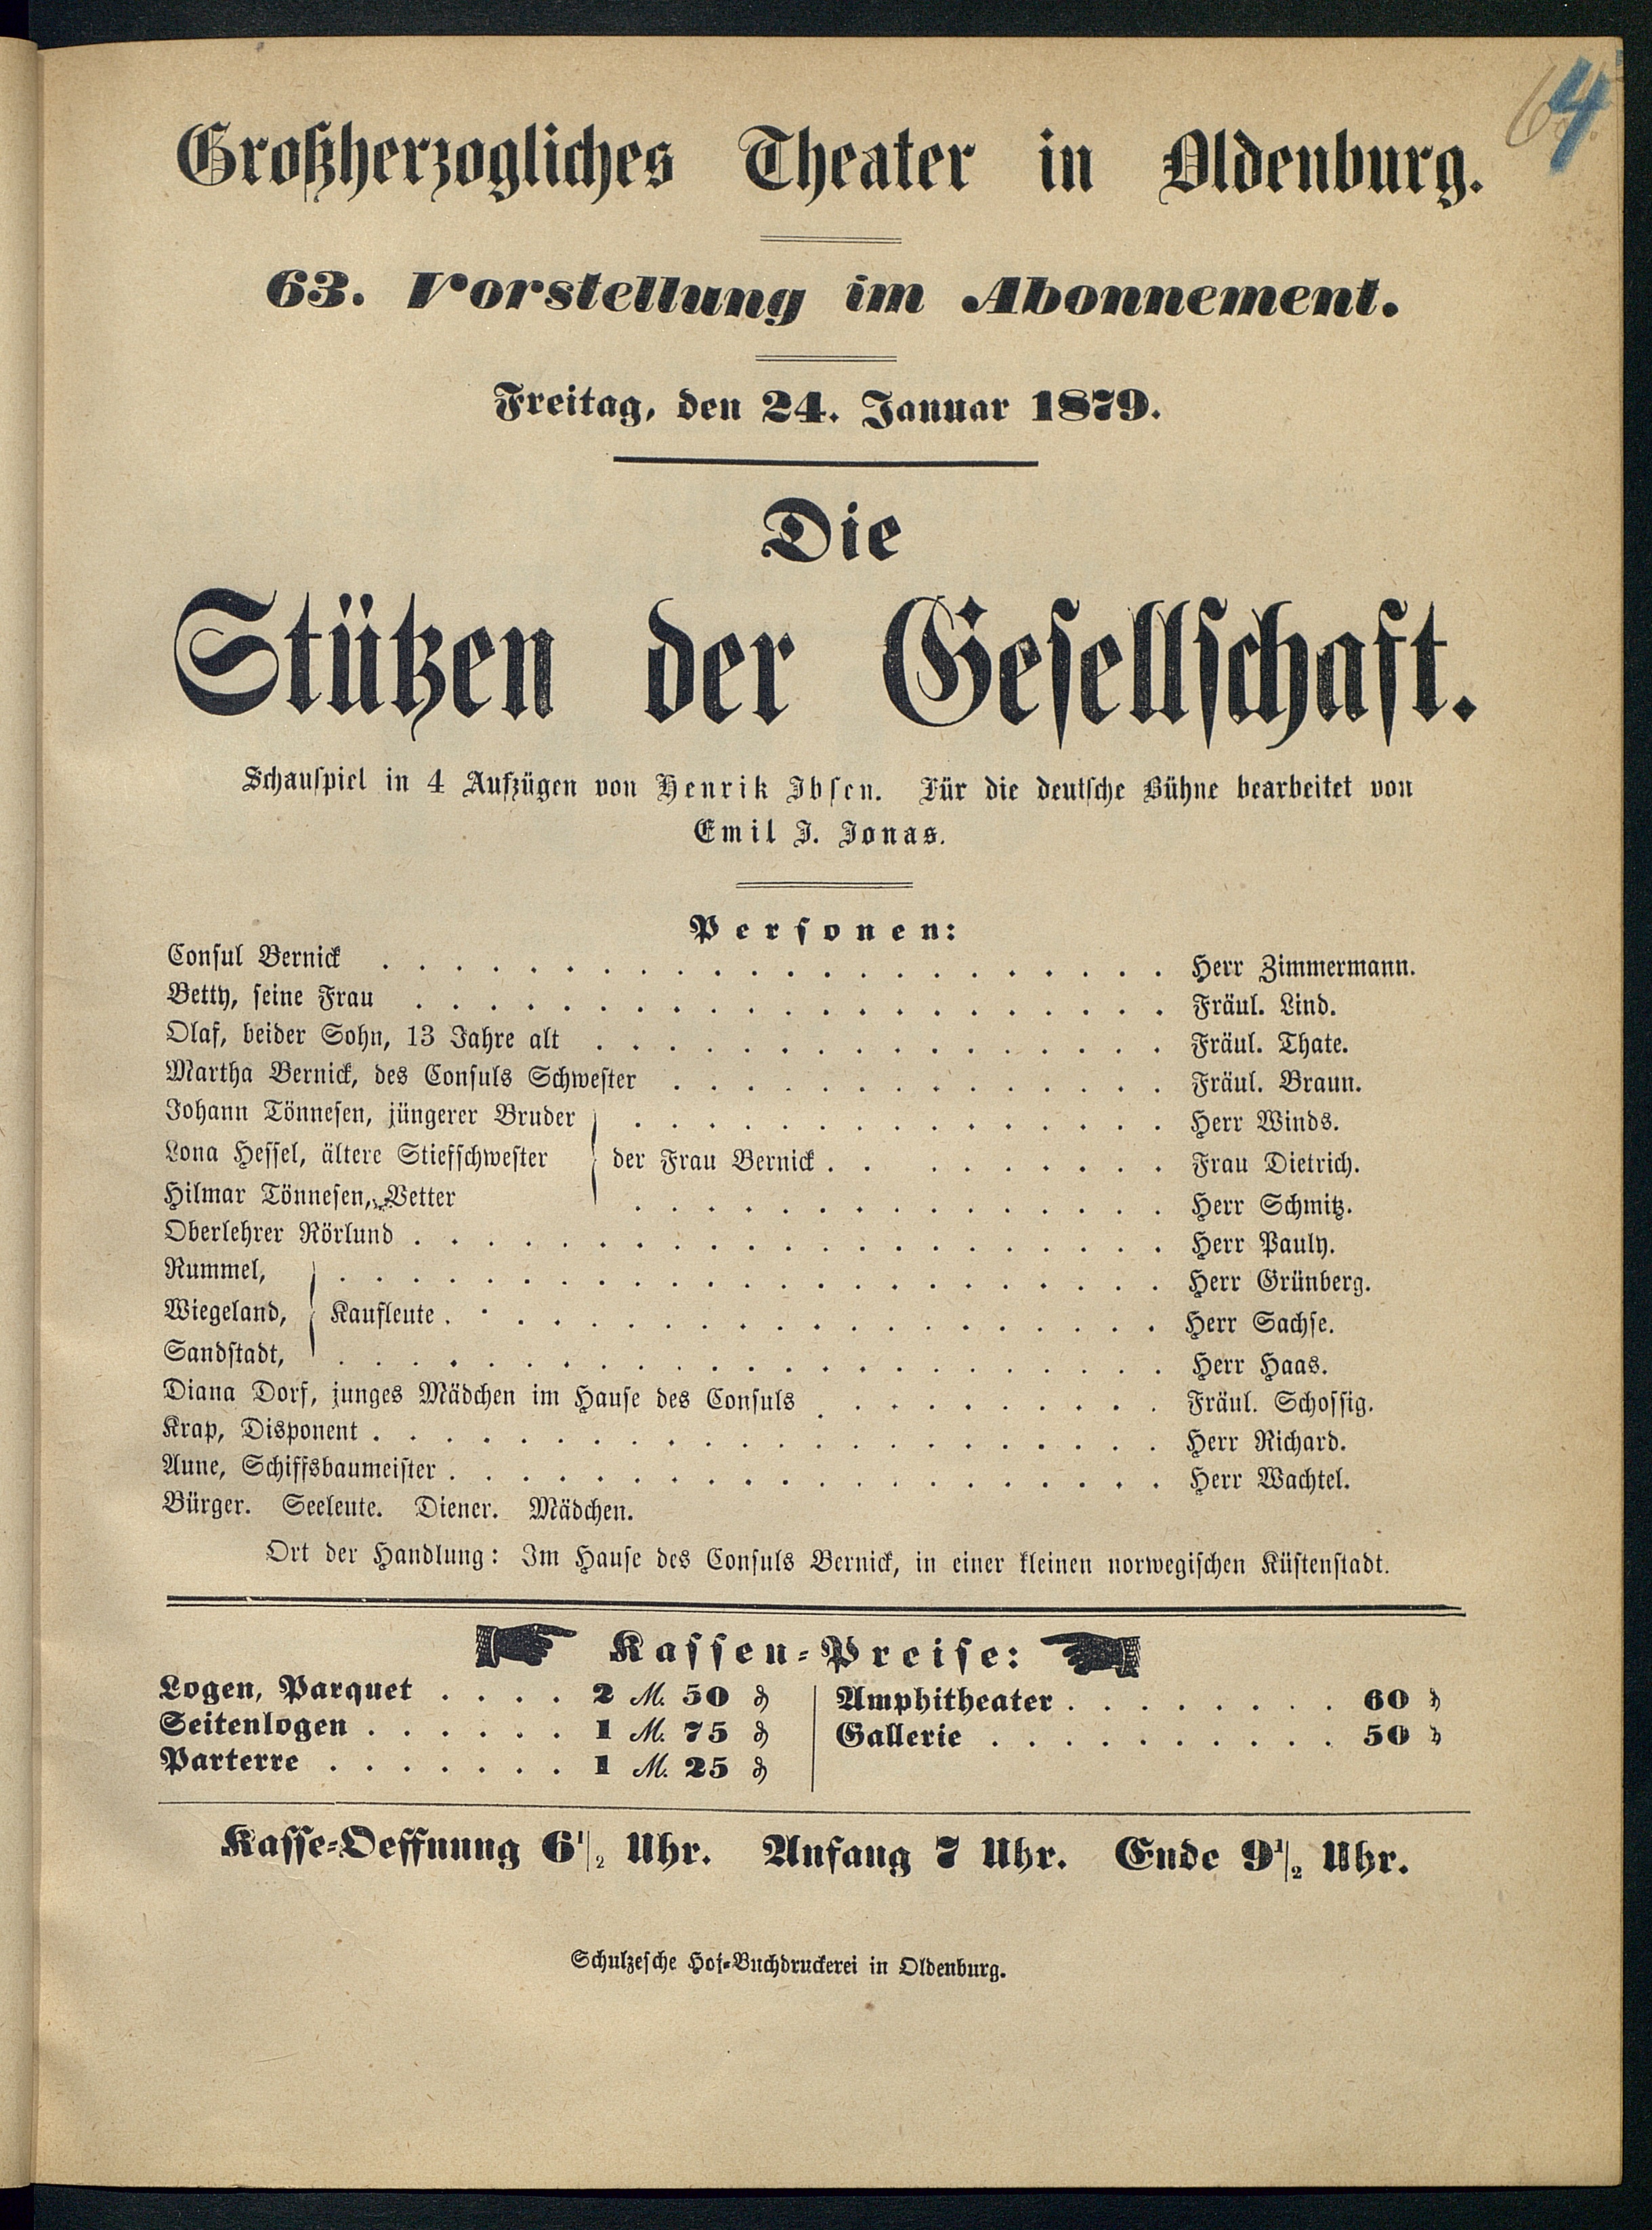 64
Großherzogliches Theater in Oldenburg.
63. Vorstellung im Abonnement.
Freitag, den 24. Januar 1879.
Die
Stützen der Gesellschaft.
Schauspiel in 4 Aufzügen von Henrik Ibsen. Für die deutsche Bühne bearbeitet von
Emil J. Jonas.
Personen:
Consul Bernick . . . . . . . . . . . . . . . . . . . . . . Herr Zimmermann.
Betty, seine Frau . . . . . . . . . . . . . . . . . . . . . Fräul. Lind.
Olaf, beider Sohn, 13 Jahre alt . . . . . . . . . . . . . . . . Fräul. Thate.
Martha Bernick, des Consuls Schwester . . . . . . . . . . . . . . Fräul. Braun.
Johann Tönnesen, jüngerer Bruder . . . . . . . . . . . . . . . Herr Winds.
Lona Hessel, ältere Stiefschwester der Frau Bernick . . . . . . . . . Frau Dietrich.
Hilmar Tönnesen, Vetter . . . . . . . . . . . . . . . Herr Schmitz.
Oberlehrer Rörlund . . . . . . . . . . . . . . . . . . . . . Herr Pauly.
Rummel, . . . . . . . . . . . . . . . . . . . . . . . Herr Grünberg.
Wiegeland, Kaufleute . . . . . . . . . . . . . . . . . . . . Herr Sachse.
Sandstadt, . . . . . . . . . . . . . . . . . . . . . . . Herr Haas.
Diana Dorf, junges Mädchen im Hause des Consuls . . . . . . . . . . Fräul. Schossig.
Krap, Disponent . . . . . . . . . . . . . . . . . . . . . . Herr Richard.
Aune, Schiffsbaumeister . . . . . . . . . . . . . . . . . . . . Herr Wachtel.
Bürger. Seeleute. Diener. Mädchen.
Ort der Handlung: Im Hause des Consuls Bernick, in einer kleinen norwegischen Küstenstadt.
Kassen-Preise:
Logen, Parquet . . . . 2 M. 50 ₰
Seitenlogen . . . . . . 1 M. 75 ₰
Parterre . . . . . . . 1 M. 25 ₰
Amphitheater . . . . . . . . 60 ₰
Gallerie . . . . . . . . . . 50 ₰
Kasse-Oeffnung 6 1/2 Uhr. Anfang 7 Uhr. Ende 9 1/2 Uhr.
Schulzesche Hof-Buchdruckerei in Oldenburg.